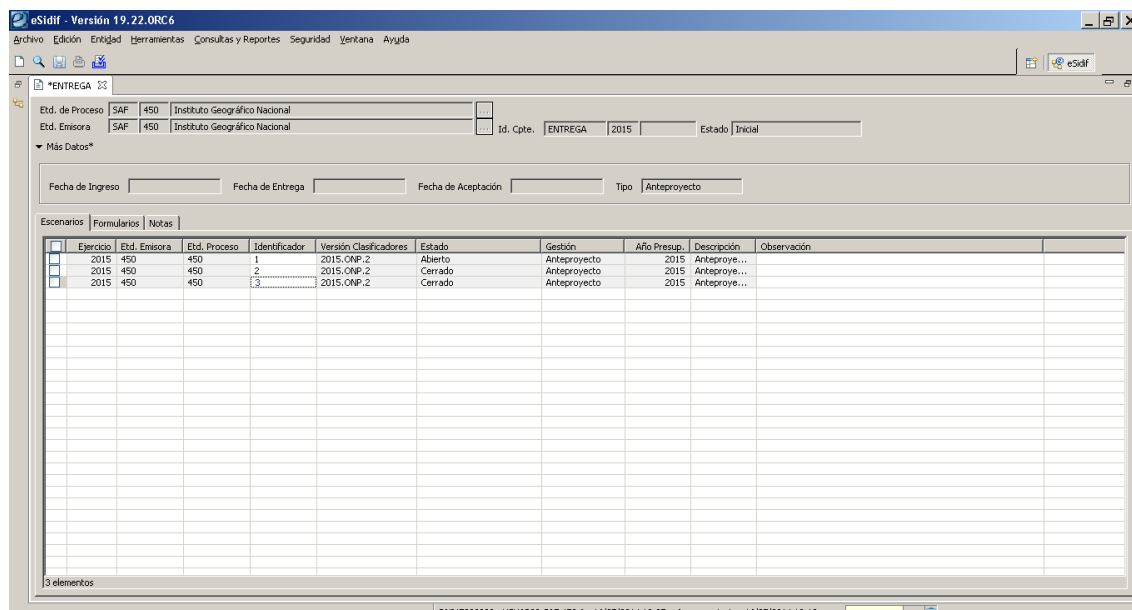 eSidif - Versión 19.22.0RC6
Archivo Edición Entidad Herramientas Consultas y Reportes Seguridad Ventana Ayuda
eSidif
*ENTREGA
Etd. de Proceso SAF 450 Instituto Geográfico Nacional ...
Etd. Emisora SAF 450 Instituto Geográfico Nacional ... Id. Cpte. ENTREGA 2015 Estado Inicial
Más Datos*
Fecha de Ingreso Fecha de Entrega Fecha de Aceptación Tipo Anteproyecto
Escenarios Formularios Notas
Ejercicio Etd. Emisora Etd. Proceso Identificador Versión Clasificadores Estado Gestión Año Presup. Descripción Observación
2015 450 450 1 2015.ONP.2 Abierto Anteproyecto 2015 Anteproye...
2015 450 450 2 2015.ONP.2 Cerrado Anteproyecto 2015 Anteproye...
2015 450 450 3 2015.ONP.2 Cerrado Anteproyecto 2015 Anteproye...
3 elementos